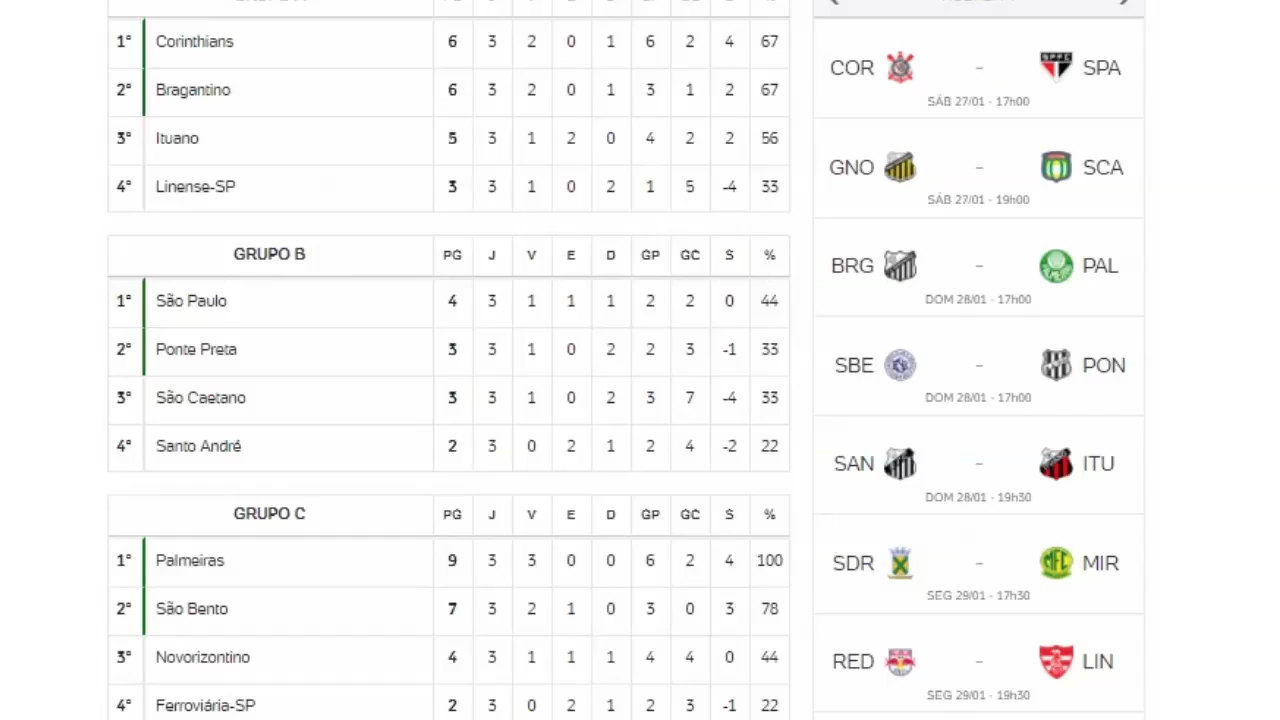 1º Corinthians 6 3 2 0 1 6 2 4 67
2º Bragantino 6 3 2 0 1 3 1 2 67
3º Ituano 5 3 1 2 0 4 2 2 56
4º Linense-SP 3 3 1 0 2 1 5 -4 33
GRUPO B PG J V E D GP GC S %
1º São Paulo 4 3 1 1 1 2 2 0 44
2º Ponte Preta 3 3 1 0 2 2 3 -1 33
3º São Caetano 3 3 1 0 2 3 7 -4 33
4º Santo André 2 3 0 2 1 2 4 -2 22
GRUPO C PG J V E D GP GC S %
1º Palmeiras 9 3 3 0 0 6 2 4 100
2º São Bento 7 3 2 1 0 3 0 3 78
3º Novorizontino 4 3 1 1 1 4 4 0 44
4º Ferroviária-SP 2 3 0 2 1 2 3 -1 22
COR - SPA
SÁB 27/01 - 17h00
GNO - SCA
SÁB 27/01 - 19h00
BRG - PAL
DOM 28/01 - 17h00
SBE - PON
DOM 28/01 - 17h00
SAN - ITU
DOM 28/01 - 19h30
SDR - MIR
SEG 29/01 - 17h30
RED - LIN
SEG 29/01 - 19h30